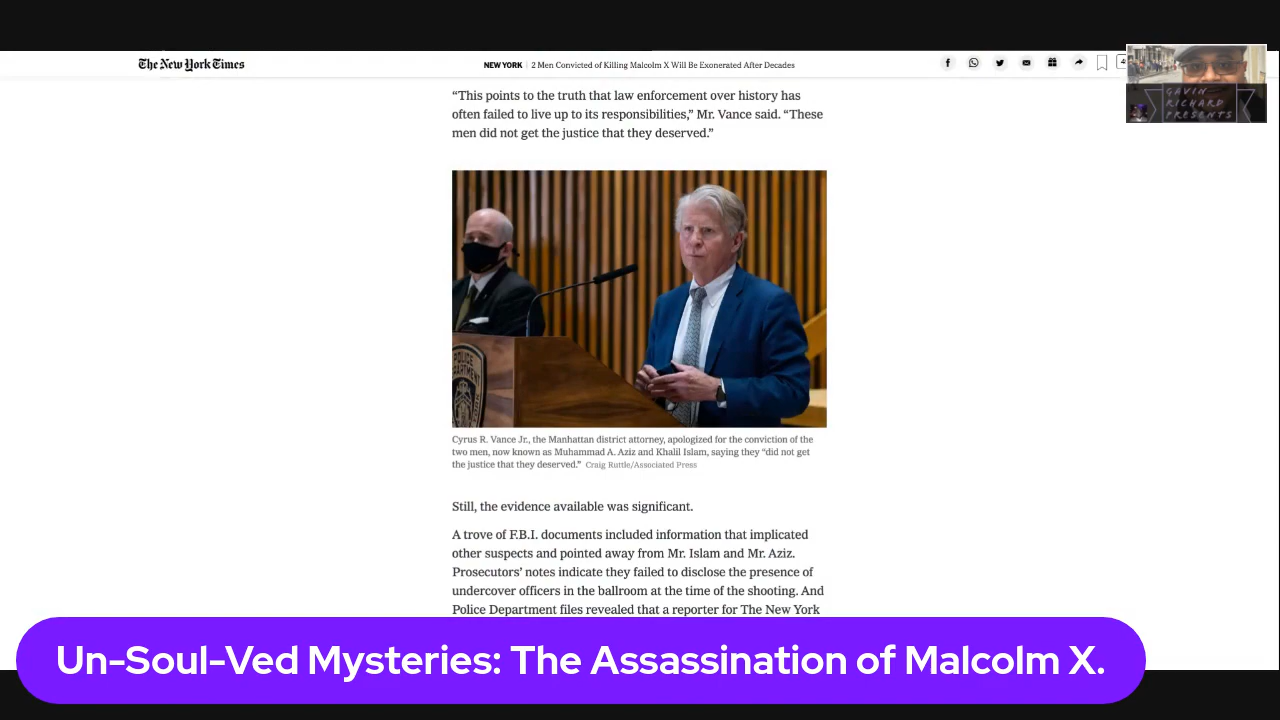 The New York Times
NEW YORK | 2 Men Convicted of Killing Malcolm X Will Be Exonerated After Decades
GAVIN
RICHARD
PRESENTS
“This points to the truth that law enforcement over history has
often failed to live up to its responsibilities,” Mr. Vance said. “These
men did not get the justice that they deserved.”
POLICE
DEPARTMENT
Cyrus R. Vance Jr., the Manhattan district attorney, apologized for the conviction of the
two men, now known as Muhammad A. Aziz and Khalil Islam, saying they “did not get
the justice that they deserved.” Craig Ruttle/Associated Press
Still, the evidence available was significant.
A trove of F.B.I. documents included information that implicated
other suspects and pointed away from Mr. Islam and Mr. Aziz.
Prosecutors’ notes indicate they failed to disclose the presence of
undercover officers in the ballroom at the time of the shooting. And
Police Department files revealed that a reporter for The New York
Un-Soul-Ved Mysteries: The Assassination of Malcolm X.